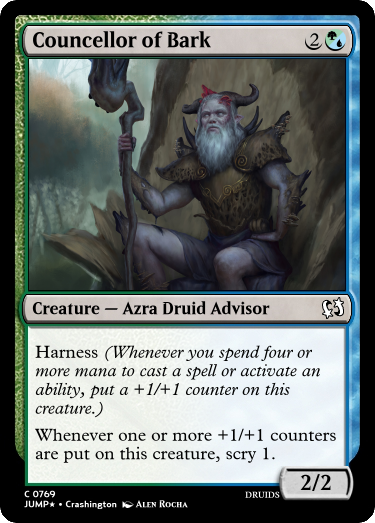 Councellor of Bark 2
Creature — Azra Druid Advisor
Harness (Whenever you spend four or
more mana to cast a spell or activate an
ability, put a +1/+1 counter on this
creature.)
Whenever one or more +1/+1 counters
are put on this creature, scry 1.
2/2
C 0769 DRUIDS
JUMP★ • Crashington Alen Rocha